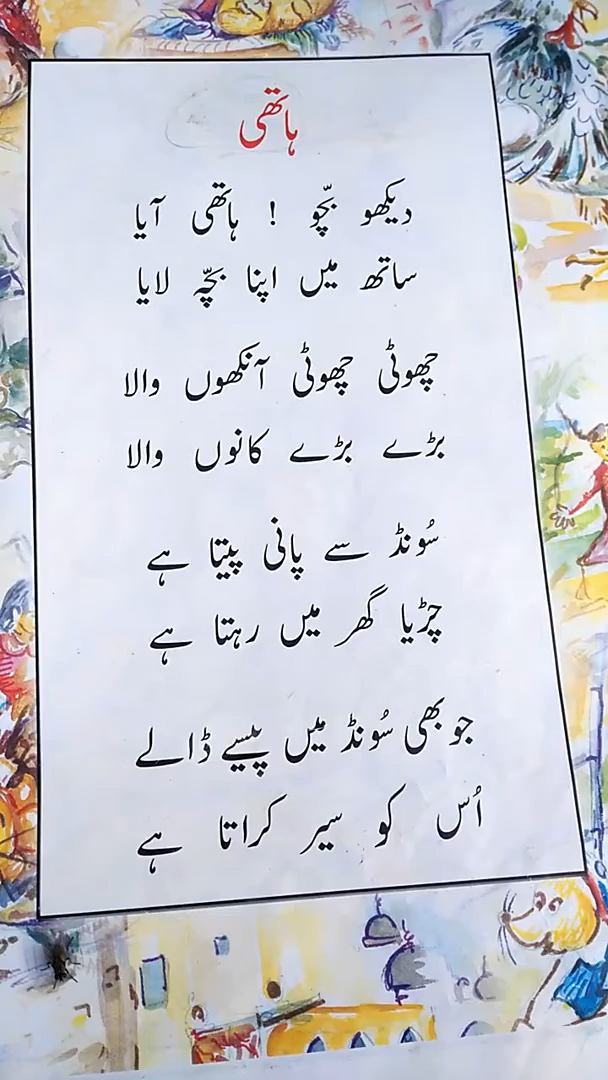 ہاتھی
دیکھو بچّو ! ہاتھی آیا
ساتھ میں اپنا بچّہ لایا
چھوٹی چھوٹی آنکھوں والا
بڑے بڑے کانوں والا
سُونڈ سے پانی پیتا ہے
چڑیا گھر میں رہتا ہے
جو بھی سُونڈ میں پیسے ڈالے
اُس کو سیر کراتا ہے